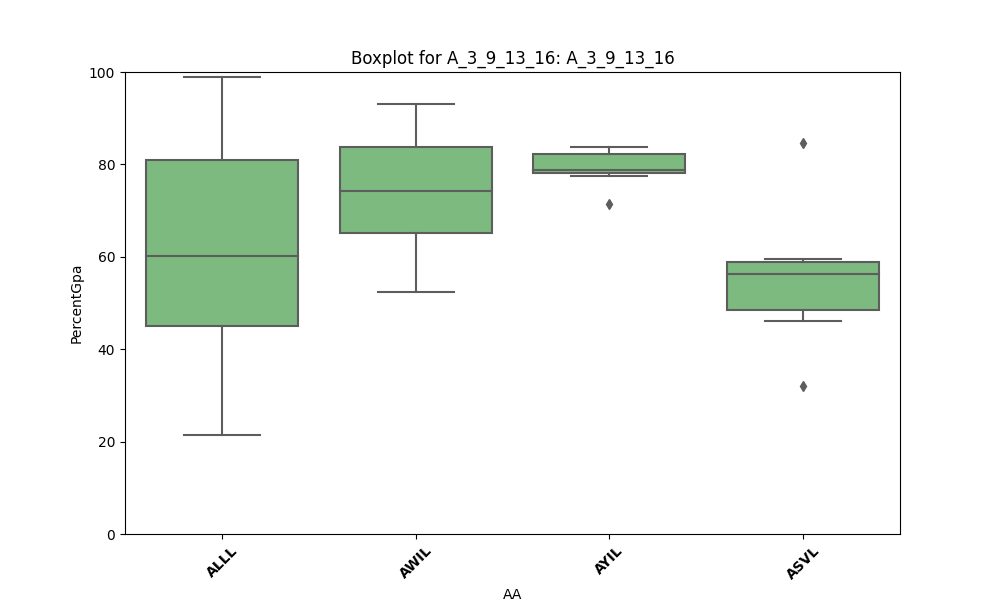 Boxplot for A_3_9_13_16: A_3_9_13_16
100
80
60
40
20
0
PercentGpa
ALLL
AWIL
AYIL
ASVL
AA